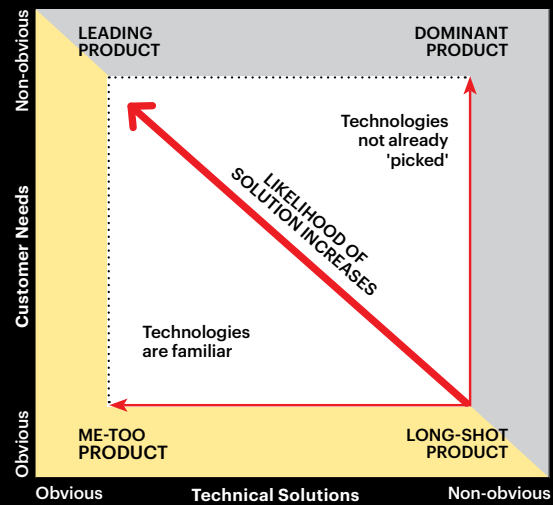 Non-obvious
LEADING
PRODUCT
DOMINANT
PRODUCT
Technologies
not already
'picked'
LIKELIHOOD OF
SOLUTION INCREASES
Customer Needs
Technologies
are familiar
Obvious
ME-TOO
PRODUCT
LONG-SHOT
PRODUCT
Obvious
Technical Solutions
Non-obvious